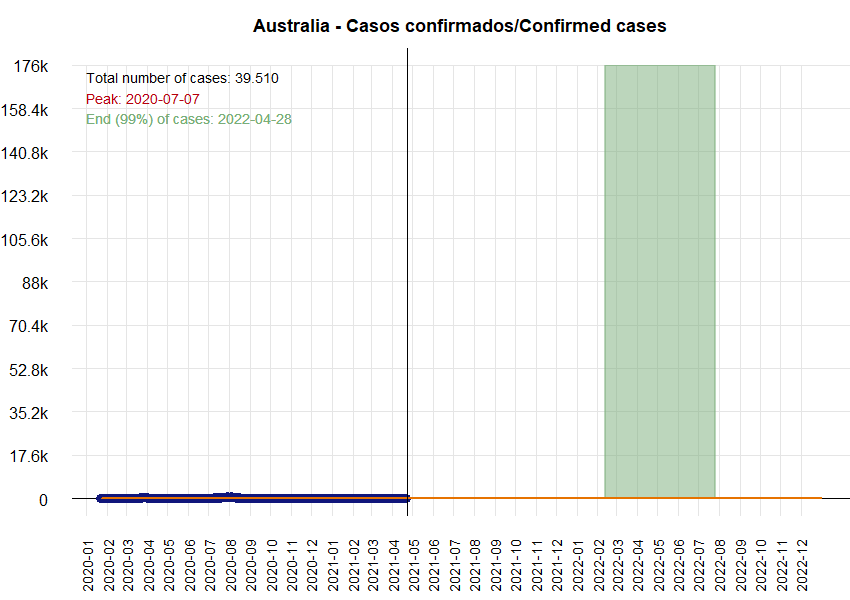 Australia - Casos confirmados/Confirmed cases
176k
158.4k
140.8k
123.2k
105.6k
88k
70.4k
52.8k
35.2k
17.6k
0
Total number of cases: 39.510
Peak: 2020-07-07
End (99%) of cases: 2022-04-28
2020-01
2020-02
2020-03
2020-04
2020-05
2020-06
2020-07
2020-08
2020-09
2020-10
2020-11
2020-12
2021-01
2021-02
2021-03
2021-04
2021-05
2021-06
2021-07
2021-08
2021-09
2021-10
2021-11
2021-12
2022-01
2022-02
2022-03
2022-04
2022-05
2022-06
2022-07
2022-08
2022-09
2022-10
2022-11
2022-12